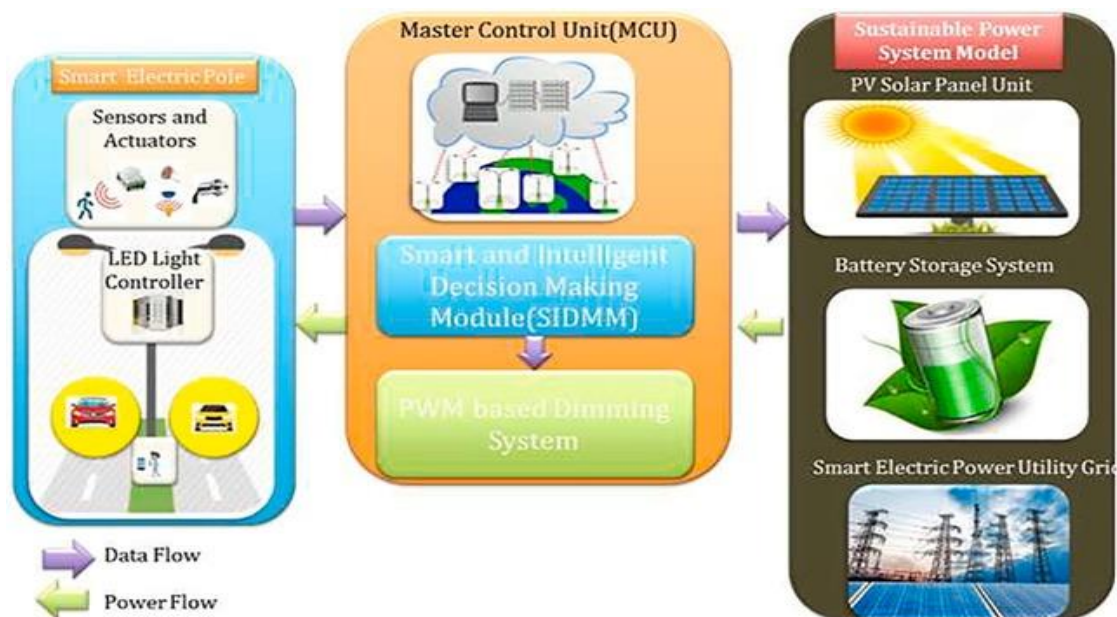 Smart Electric Pole
Sensors and
Actuators
LED Light
Controller
Data Flow
Power Flow
Master Control Unit(MCU)
Smart and Intelligent
Decision Making
Module(SIDMM)
PWM based Dimming
System
Sustainable Power
System Model
PV Solar Panel Unit
Battery Storage System
Smart Electric Power Utility Grid